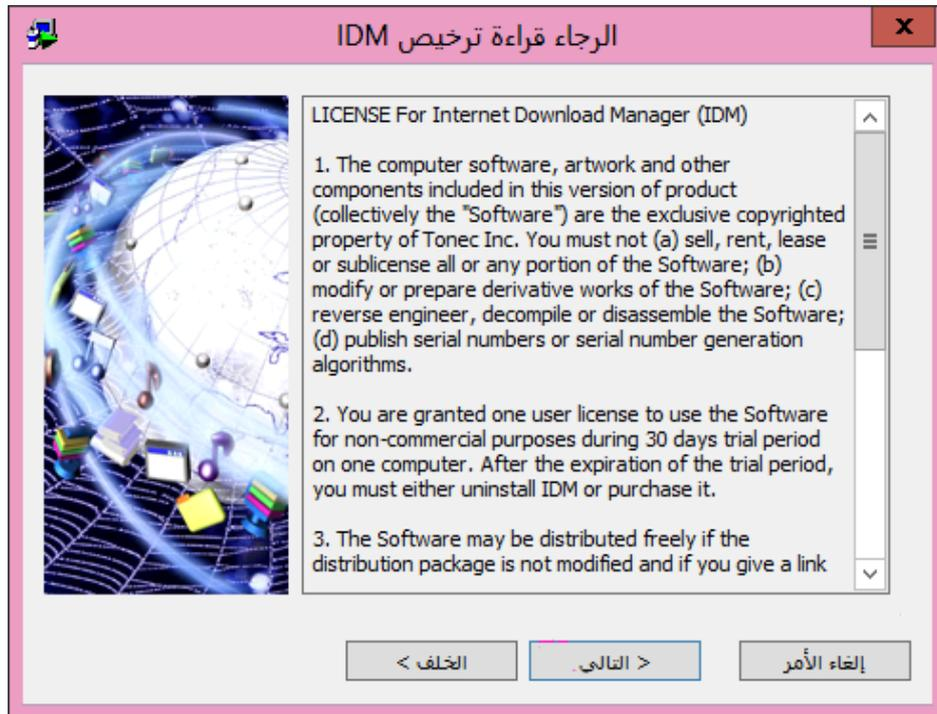 الرجاء قراءة ترخيص IDM
x
LICENSE For Internet Download Manager (IDM)
1. The computer software, artwork and other
components included in this version of product
(collectively the "Software") are the exclusive copyrighted
property of Tonec Inc. You must not (a) sell, rent, lease
or sublicense all or any portion of the Software; (b)
modify or prepare derivative works of the Software; (c)
reverse engineer, decompile or disassemble the Software;
(d) publish serial numbers or serial number generation
algorithms.
2. You are granted one user license to use the Software
for non-commercial purposes during 30 days trial period
on one computer. After the expiration of the trial period,
you must either uninstall IDM or purchase it.
3. The Software may be distributed freely if the
distribution package is not modified and if you give a link
< الخلف
التالي >
إلغاء الأمر